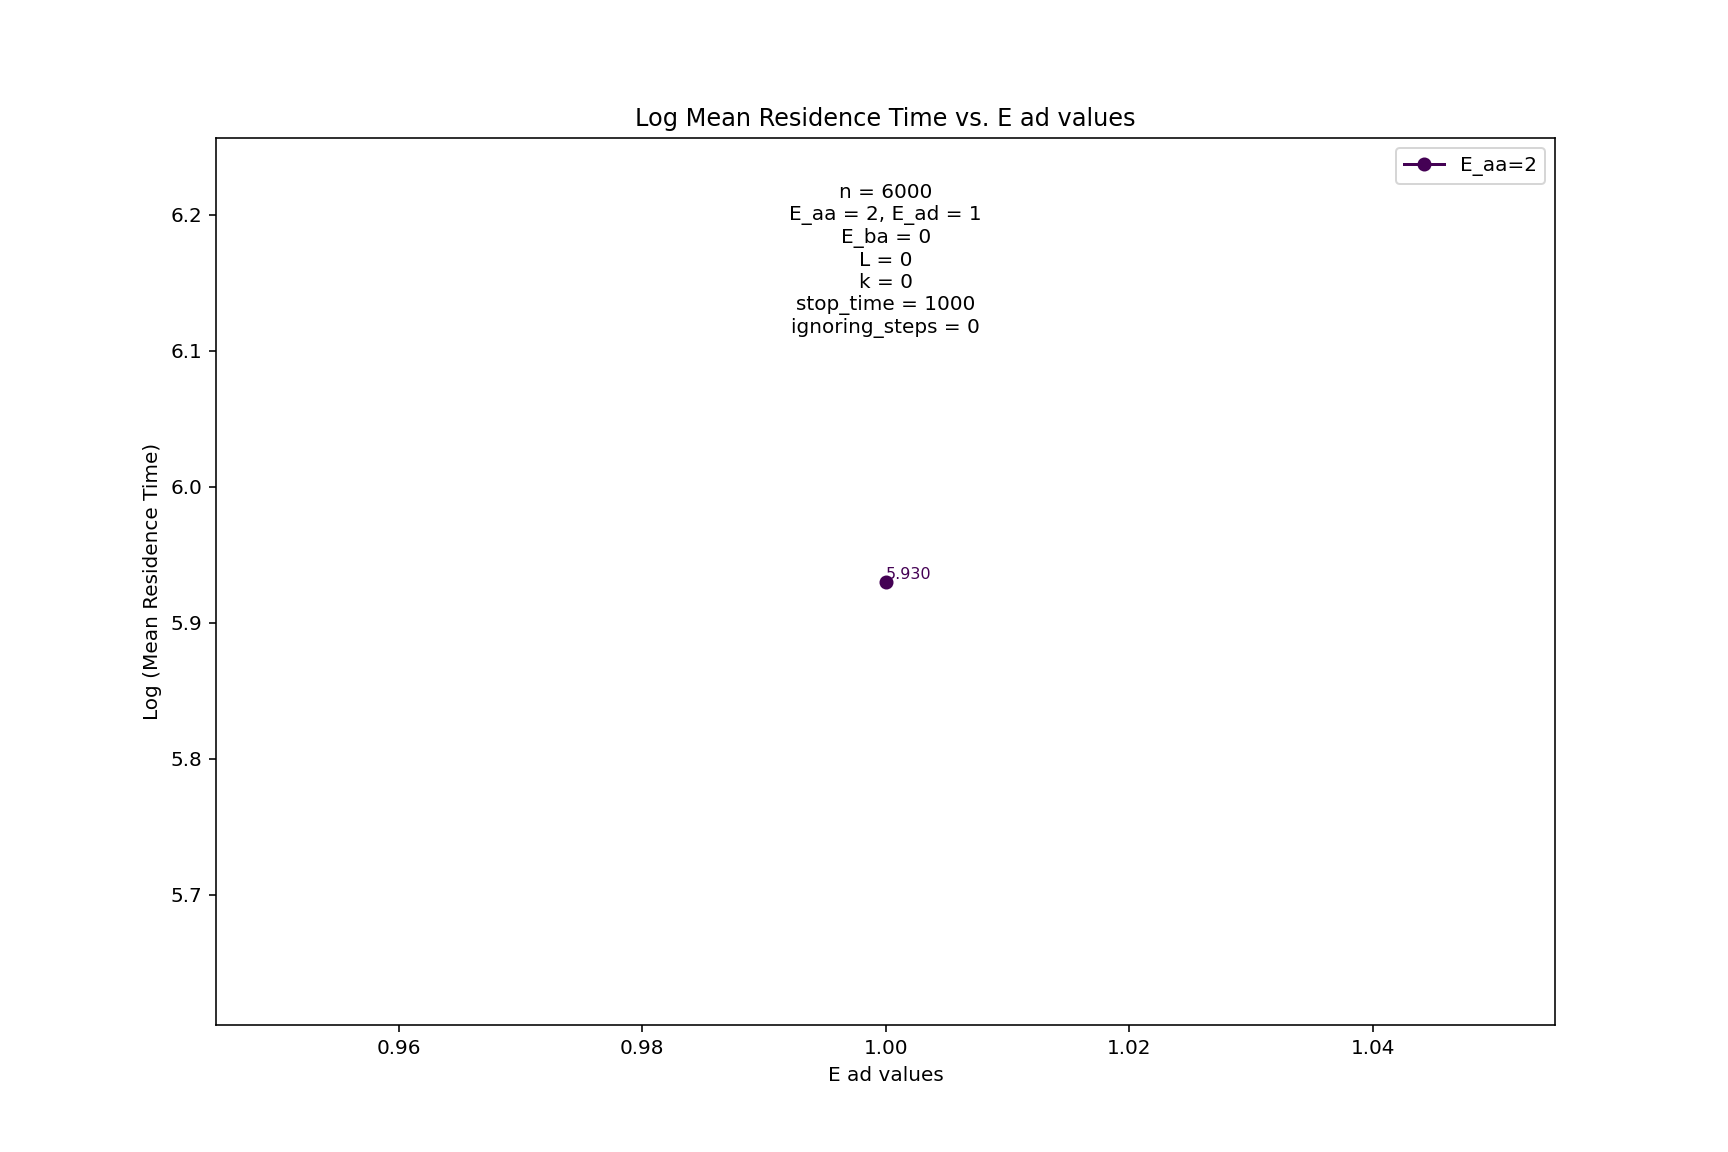 Log Mean Residence Time vs. E ad values
E_aa=2
n = 6000
E_aa = 2, E_ad = 1
E_ba = 0
L = 0
k = 0
stop_time = 1000
ignoring_steps = 0
6.2
6.1
6.0
5.9
5.8
5.7
Log (Mean Residence Time)
5.930
0.96 0.98 1.00 1.02 1.04
E ad values